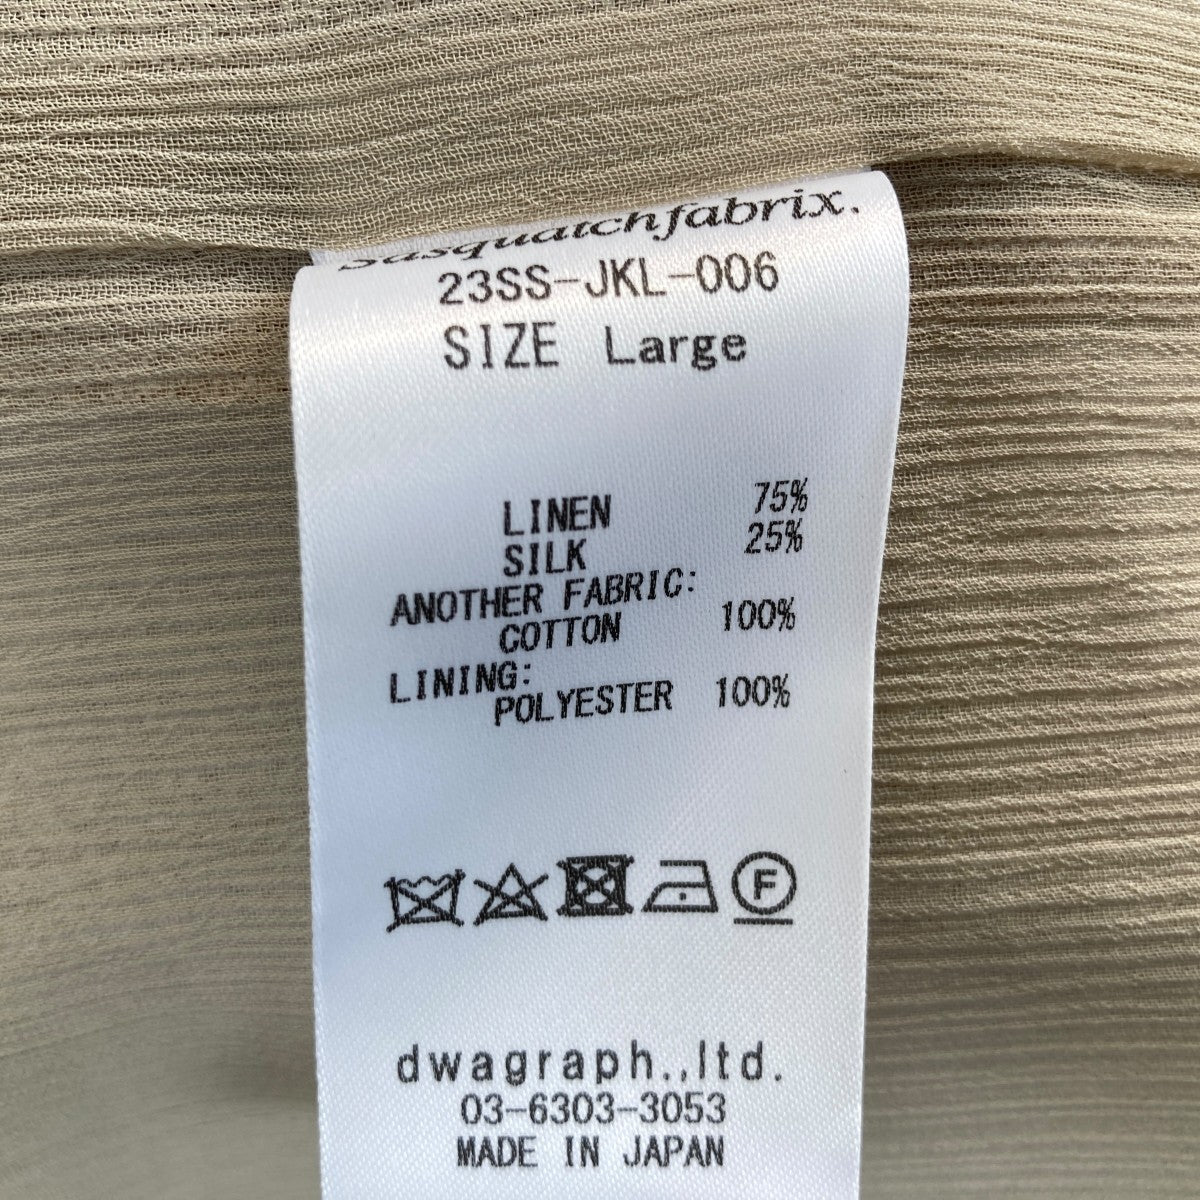 Sasquatchfabrix.
23SS-JKL-006
SIZE Large
LINEN 75%
SILK 25%
ANOTHER FABRIC:
COTTON 100%
LINING:
POLYESTER 100%
F
dwagraph.,ltd.
03-6303-3053
MADE IN JAPAN